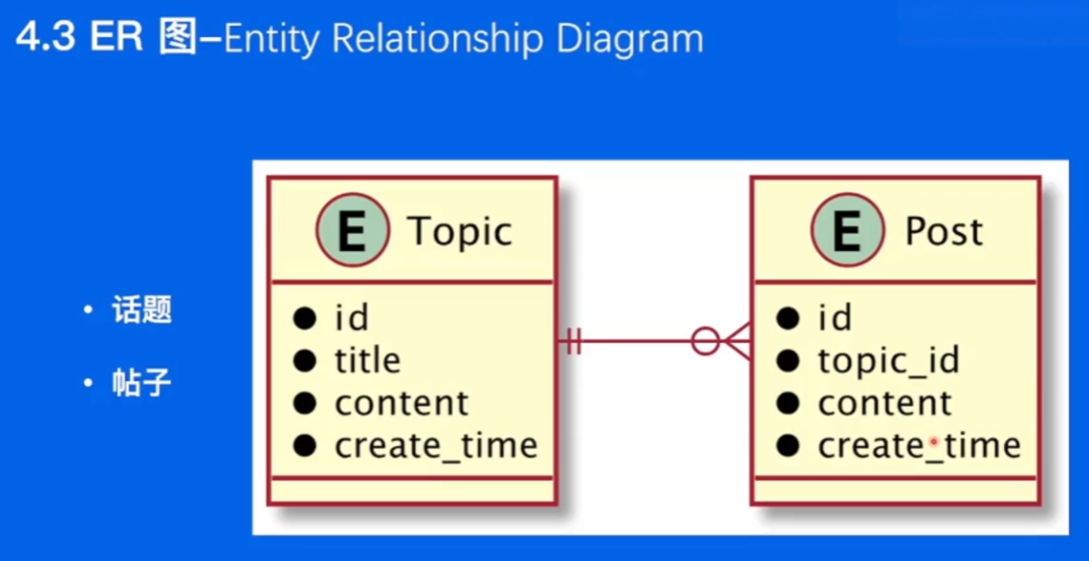 4.3 ER 图–Entity Relationship Diagram
• 话题
• 帖子
E Topic
id
title
content
create_time
E Post
id
topic_id
content
create_time